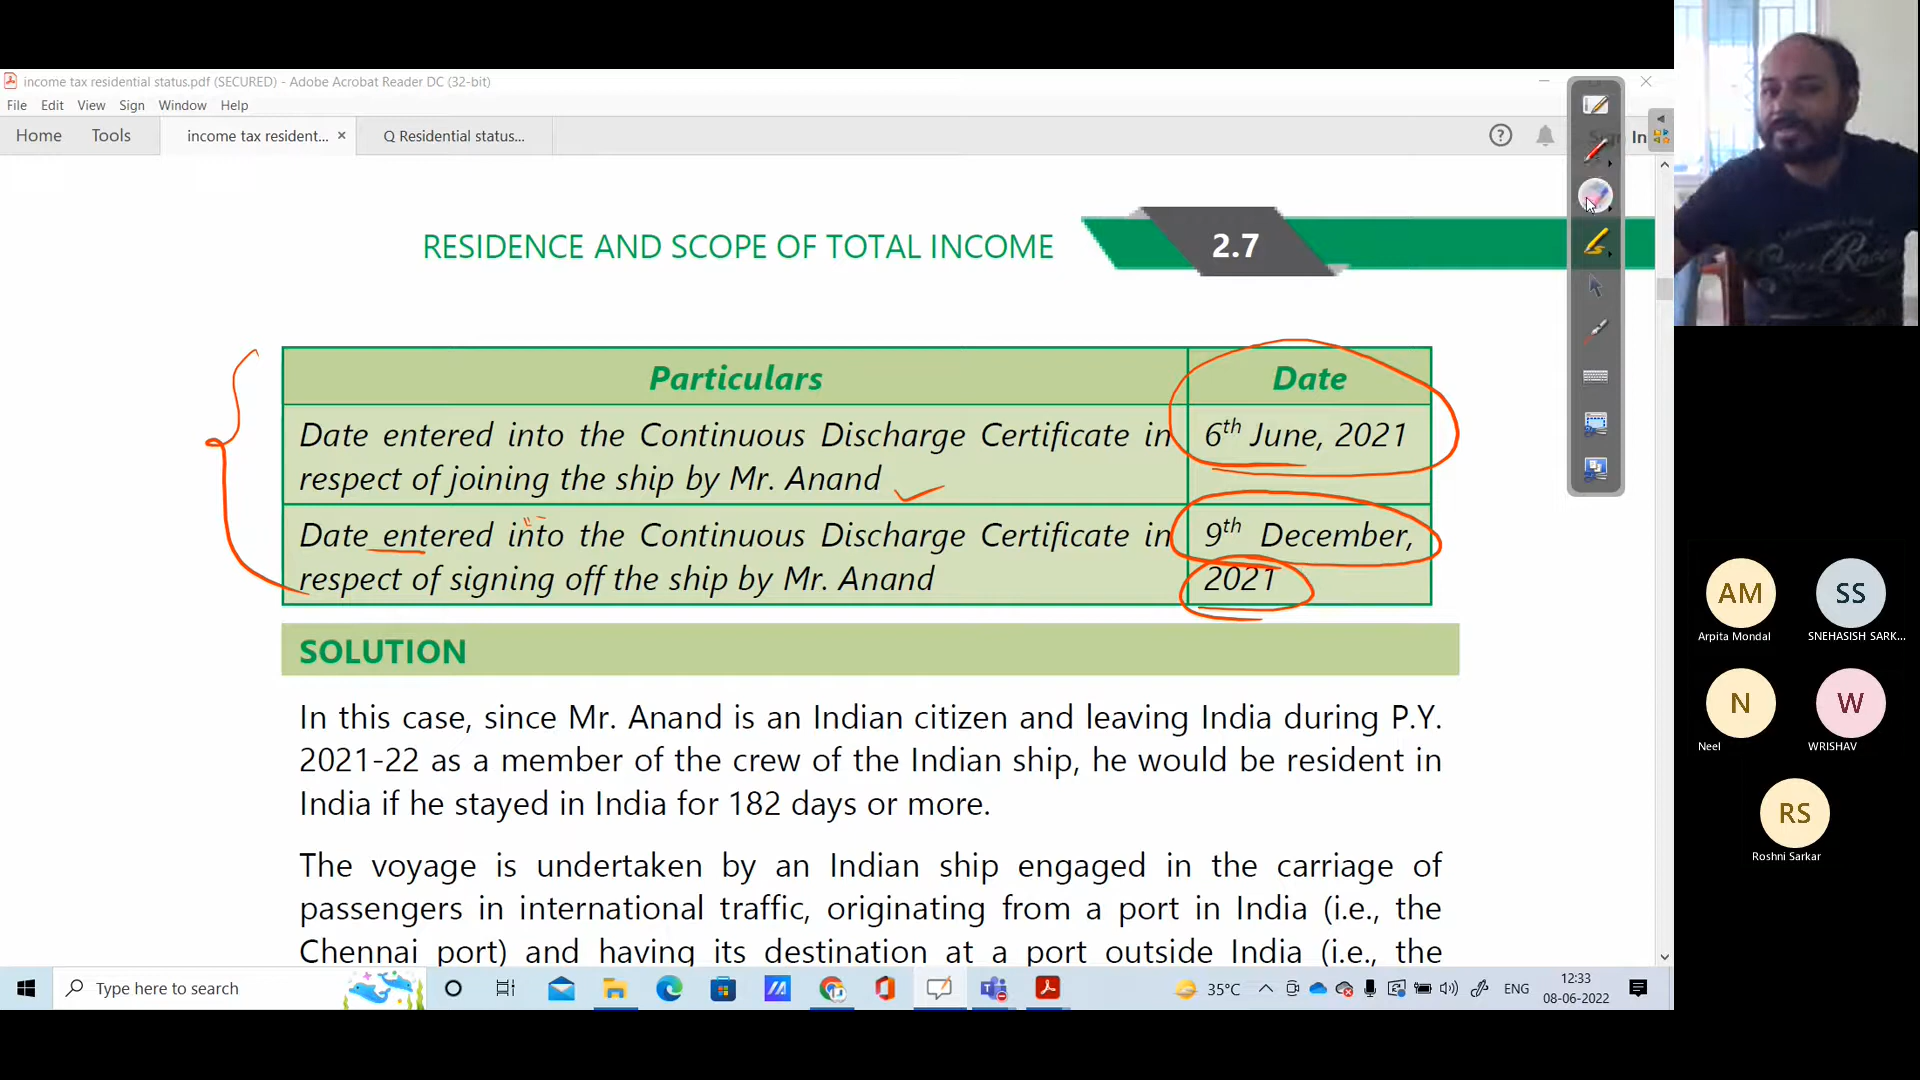 income tax residential status.pdf (SECURED) - Adobe Acrobat Reader DC (32-bit)
File Edit View Sign Window Help
Home Tools income tax resident... × Q Residential status... In
RESIDENCE AND SCOPE OF TOTAL INCOME 2.7
Particulars Date
Date entered into the Continuous Discharge Certificate in 6th June, 2021
respect of joining the ship by Mr. Anand
Date entered into the Continuous Discharge Certificate in 9th December,
respect of signing off the ship by Mr. Anand 2021
SOLUTION
In this case, since Mr. Anand is an Indian citizen and leaving India during P.Y.
2021-22 as a member of the crew of the Indian ship, he would be resident in
India if he stayed in India for 182 days or more.
The voyage is undertaken by an Indian ship engaged in the carriage of
passengers in international traffic, originating from a port in India (i.e., the
Chennai port) and having its destination at a port outside India (i.e., the
Type here to search 35°C ENG 12:33
08-06-2022
AM SS
Arpita Mondal SNEHASISH SARK...
N W
Neel WRISHAV
RS
Roshni Sarkar